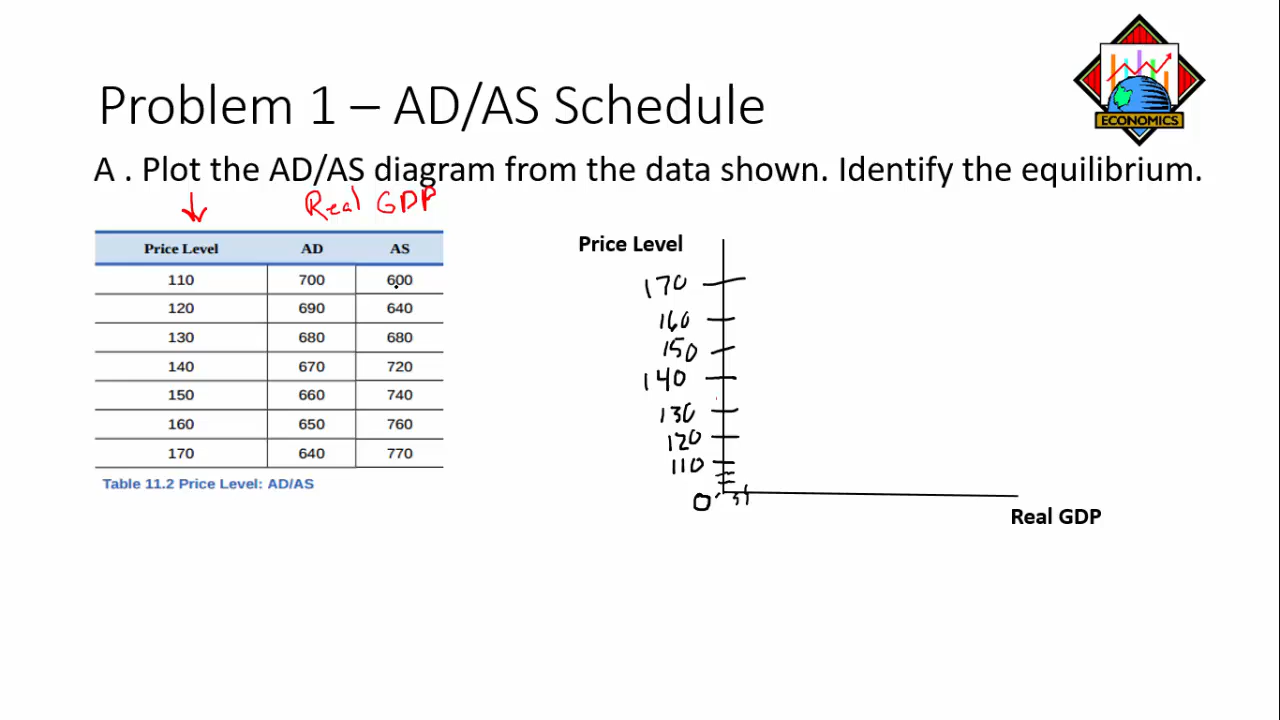 Problem 1 – AD/AS Schedule
ECONOMICS
A . Plot the AD/AS diagram from the data shown. Identify the equilibrium.
Real GDP
Price Level AD AS
110 700 600
120 690 640
130 680 680
140 670 720
150 660 740
160 650 760
170 640 770
Table 11.2 Price Level: AD/AS
Price Level
170
160
150
140
130
120
110
0
Real GDP